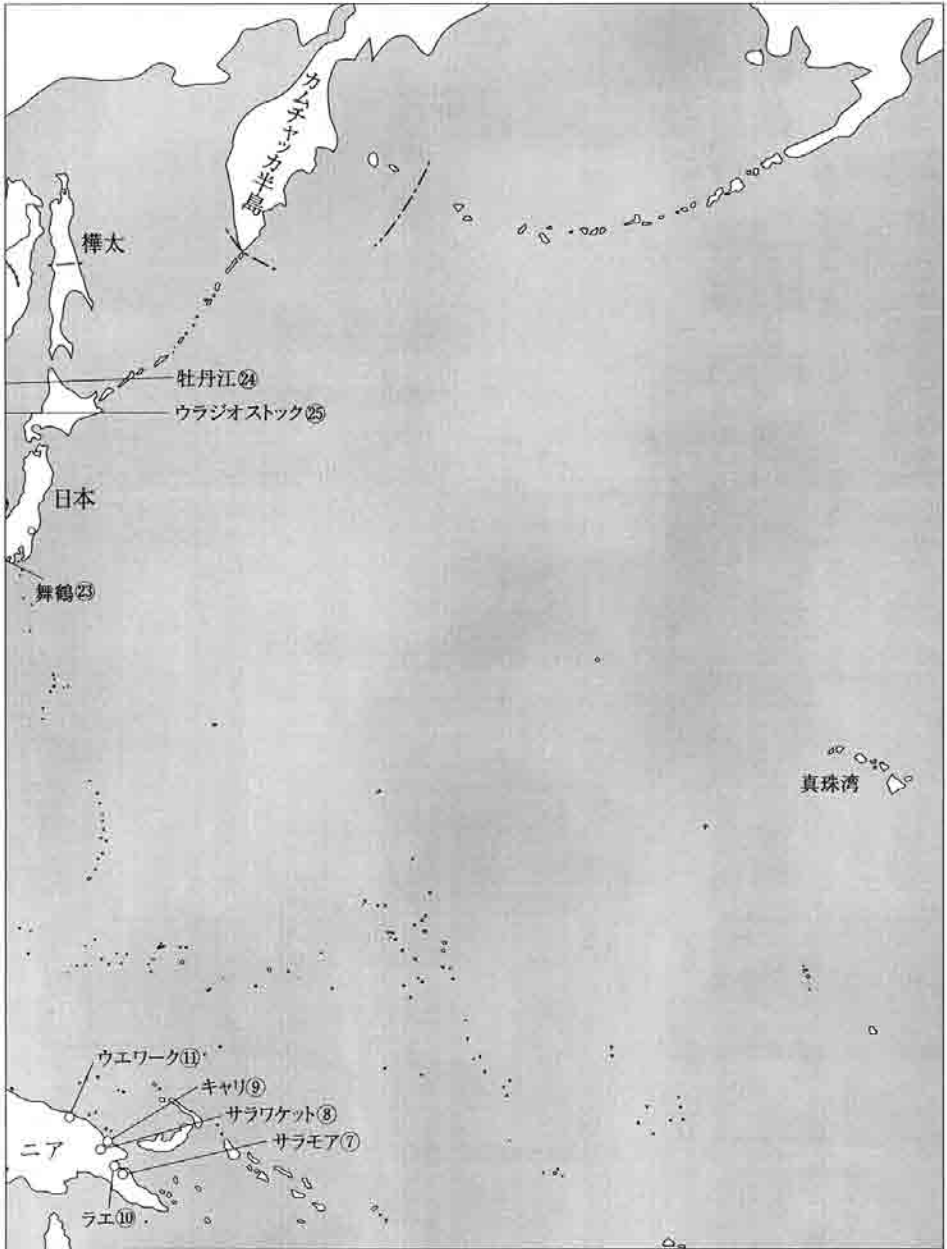 カムチャッカ半島
樺太
牡丹江㉔
ウラジオストック㉕
日本
舞鶴㉓
真珠湾
ウエワーク⑪
キャリ⑨
サラワケット⑧
サラモア⑦
ニア
ラエ⑩